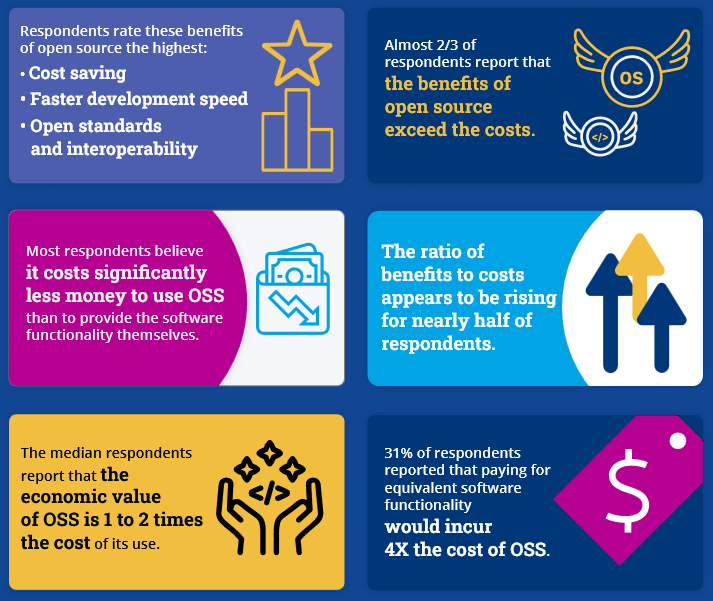 Respondents rate these benefits
of open source the highest:
• Cost saving
• Faster development speed
• Open standards
and interoperability
Almost 2/3 of
respondents report that
the benefits of
open source
exceed the costs.
OS
</>
Most respondents believe
it costs significantly
less money to use OSS
than to provide the software
functionality themselves.
The ratio of
benefits to costs
appears to be rising
for nearly half of
respondents.
The median respondents
report that the
economic value
of OSS is 1 to 2 times
the cost of its use.
</>
31% of respondents
reported that paying for
equivalent software
functionality
would incur
4X the cost of OSS.
$